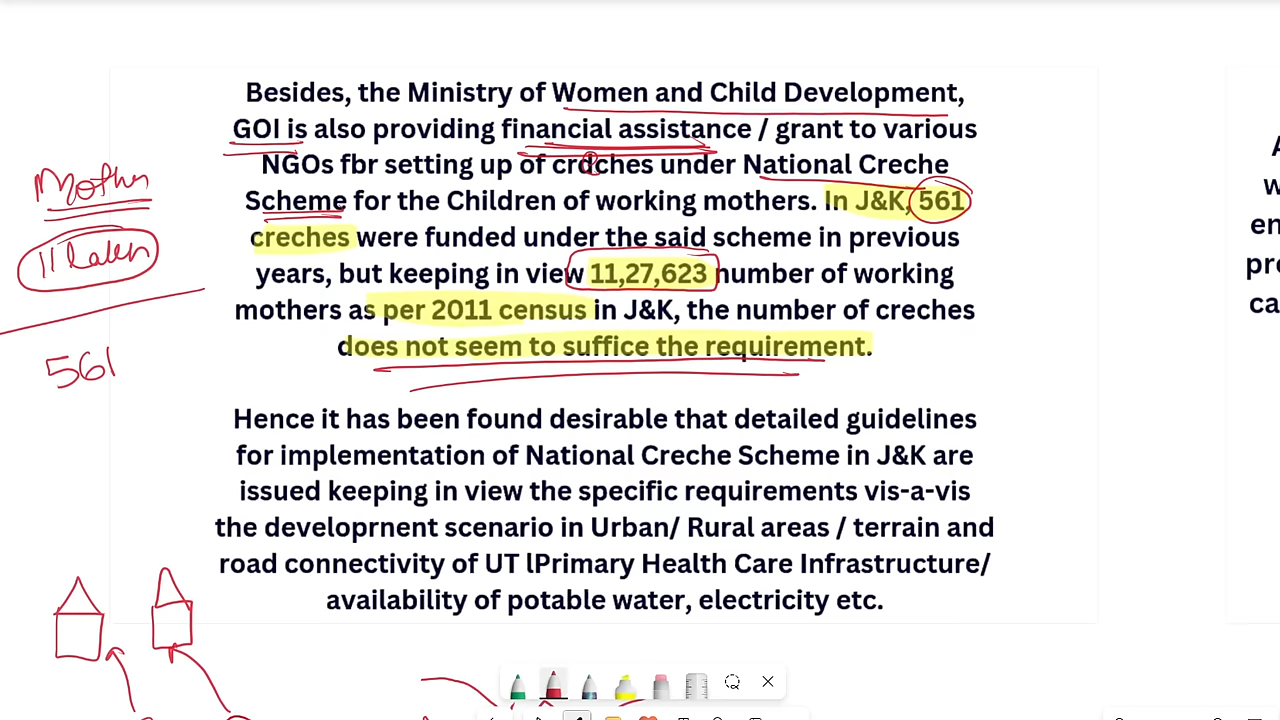 Besides, the Ministry of Women and Child Development,
GOI is also providing financial assistance / grant to various
NGOs fbr setting up of crdches under National Creche
Scheme for the Children of working mothers. In J&K, 561
creches were funded under the said scheme in previous
years, but keeping in view 11,27,623 number of working
mothers as per 2011 census in J&K, the number of creches
does not seem to suffice the requirement.
Hence it has been found desirable that detailed guidelines
for implementation of National Creche Scheme in J&K are
issued keeping in view the specific requirements vis-a-vis
the developrnent scenario in Urban/ Rural areas / terrain and
road connectivity of UT lPrimary Health Care Infrastructure/
availability of potable water, electricity etc.
Mother
11 
561
A
w
en
pro
ca